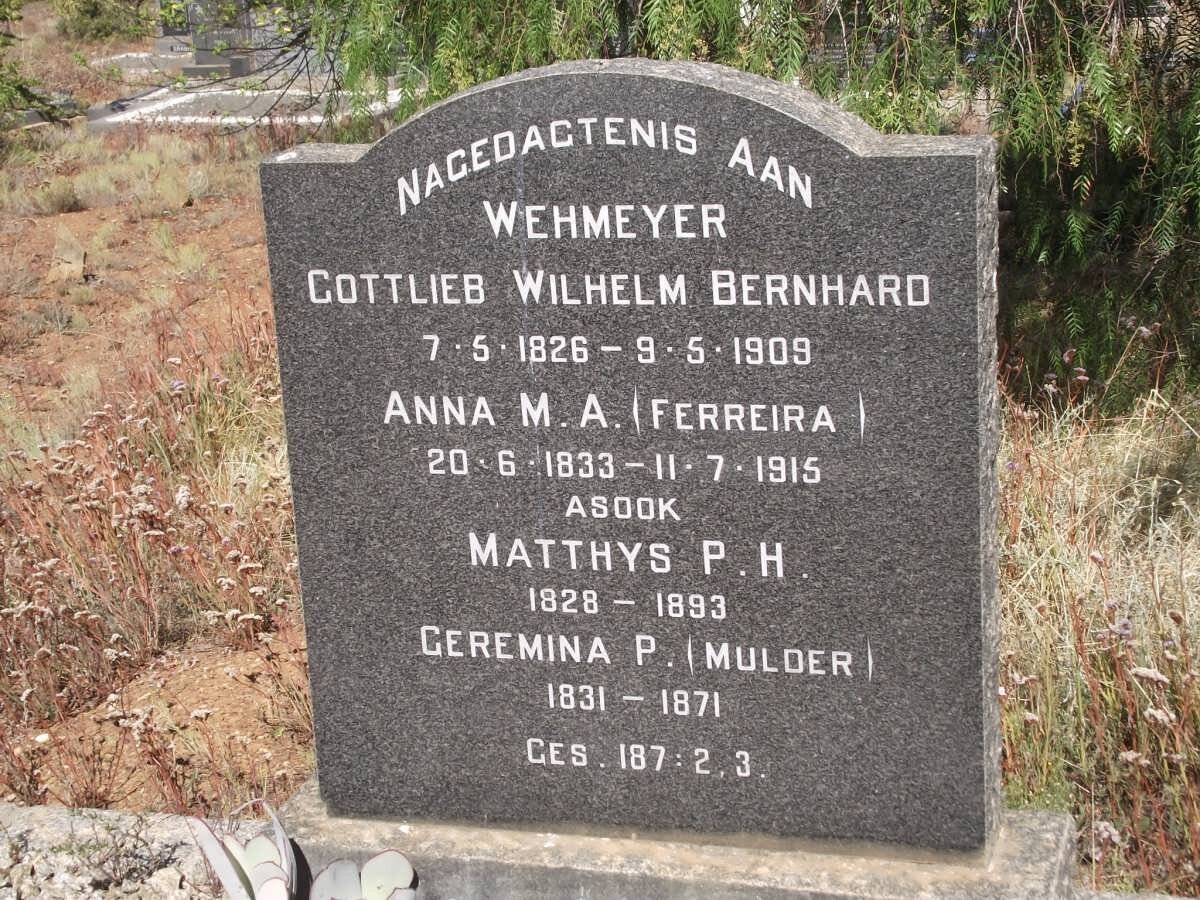 NAGEDAGTENIS AAN
WEHMEYER
GOTTLIEB WILHELM BERNHARD
7·5·1826 – 9·5·1909
ANNA M.A. (FERREIRA)
20·6·1833 – 11·7·1915
ASOOK
MATTHYS P.H.
1828 – 1893
GEREMINA P. (MULDER)
1831 – 1871
GES. 187:2,3.